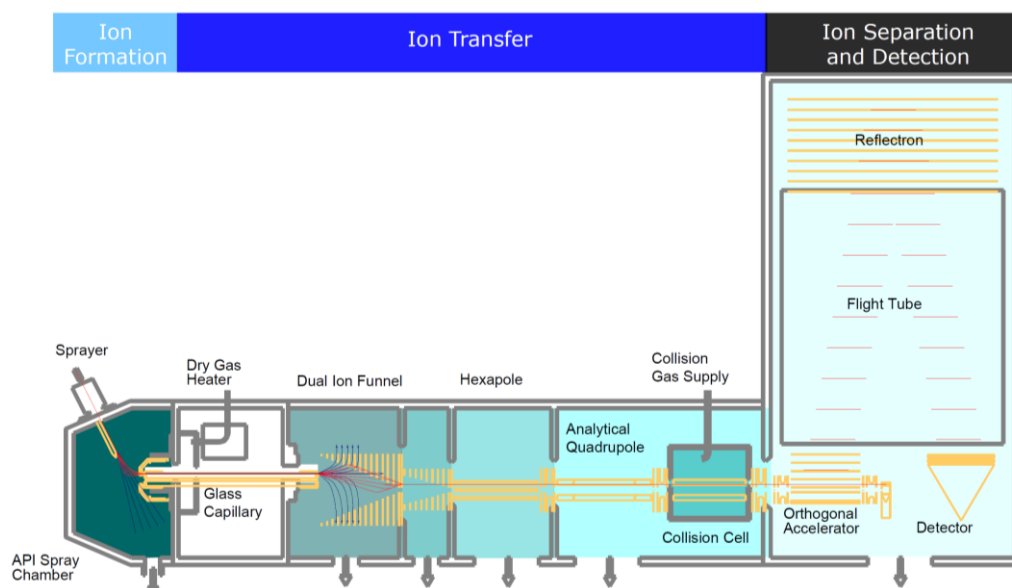 Ion
Formation
Ion Transfer
Ion Separation
and Detection
Reflectron
Flight Tube
Sprayer
Dry Gas
Heater
Dual Ion Funnel
Hexapole
Collision
Gas Supply
Analytical
Quadrupole
Glass
Capillary
Collision Cell
Orthogonal
Accelerator
Detector
API Spray
Chamber